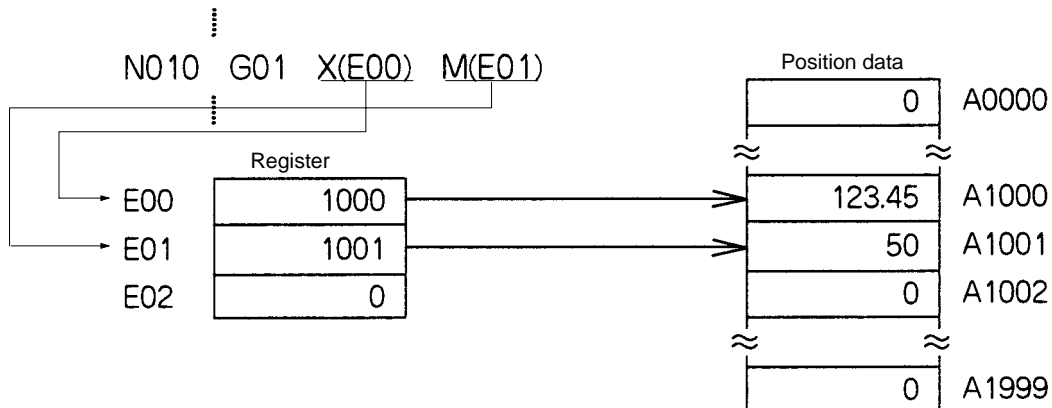 N010 G01 X(E00) M(E01)
Position data
0 A0000
Register
E00 1000 123.45 A1000
E01 1001 50 A1001
E02 0 0 A1002
0 A1999